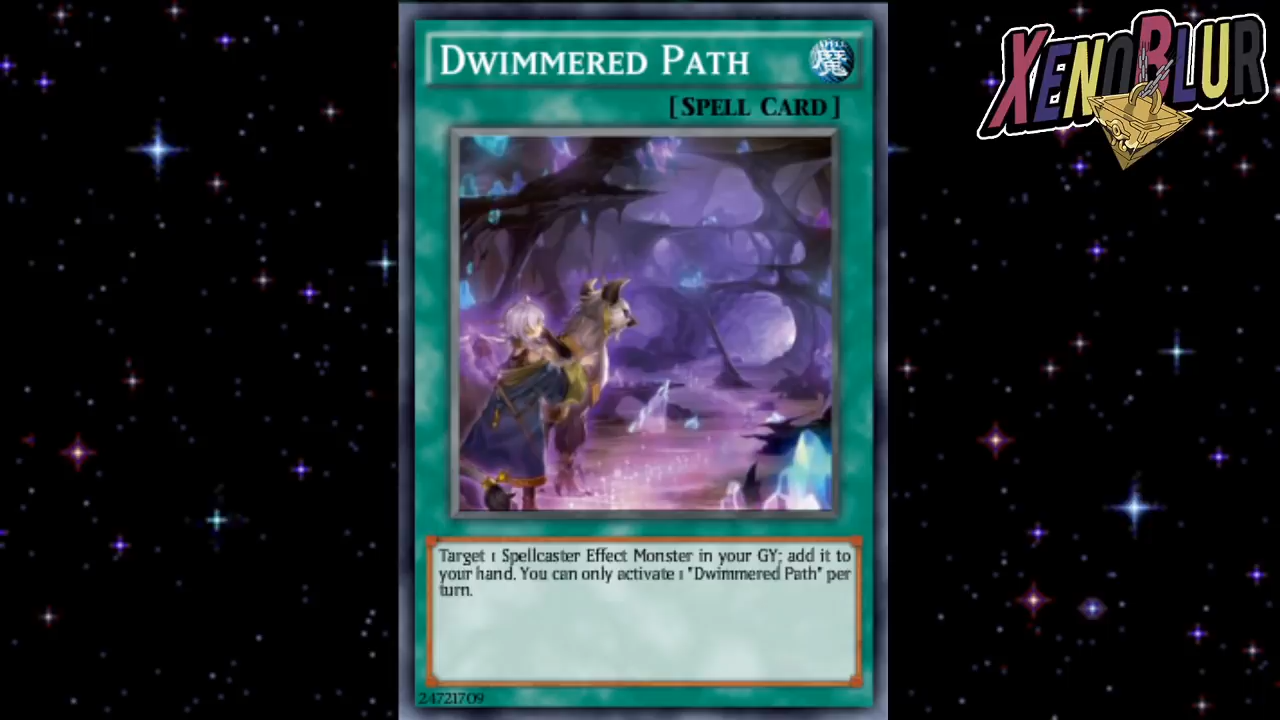 DWIMMERED PATH
魔
[SPELL CARD]
XENOBLUR
Target 1 Spellcaster Effect Monster in your GY; add it to
your hand. You can only activate 1 "Dwimmered Path" per
turn.
24721709